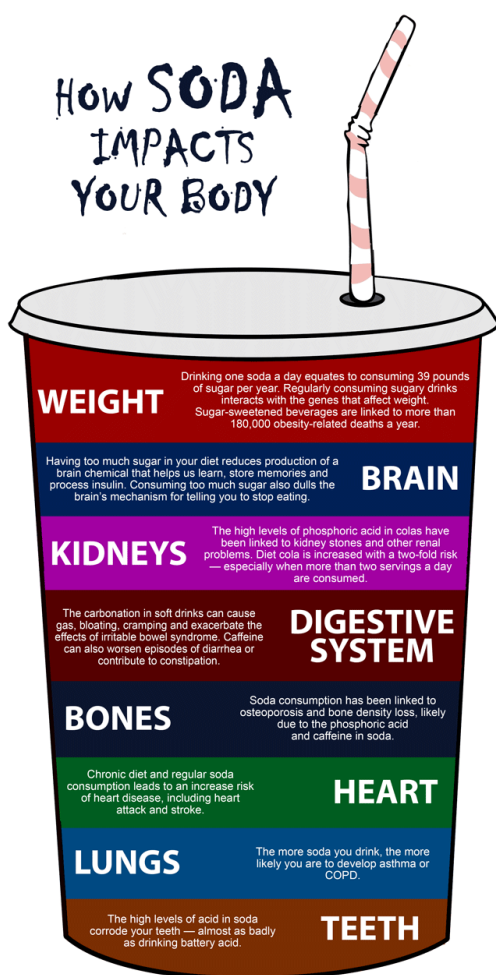 HOW SODA
IMPACTS
YOUR BODY
WEIGHT
Drinking one soda a day equates to consuming 39 pounds
of sugar per year. Regularly consuming sugary drinks
interacts with the genes that affect weight.
Sugar-sweetened beverages are linked to more than
180,000 obesity-related deaths a year.
Having too much sugar in your diet reduces production of a
brain chemical that helps us learn, store memories and
process insulin. Consuming too much sugar also dulls the
brain's mechanism for telling you to stop eating.
BRAIN
KIDNEYS
The high levels of phosphoric acid in colas have
been linked to kidney stones and other renal
problems. Diet cola is increased with a two-fold risk
— especially when more than two servings a day
are consumed.
The carbonation in soft drinks can cause
gas, bloating, cramping and exacerbate the
effects of irritable bowel syndrome. Caffeine
can also worsen episodes of diarrhea or
contribute to constipation.
DIGESTIVE
SYSTEM
BONES
Soda consumption has been linked to
osteoporosis and bone density loss, likely
due to the phosphoric acid
and caffeine in soda.
Chronic diet and regular soda
consumption leads to an increase risk
of heart disease, including heart
attack and stroke.
HEART
LUNGS
The more soda you drink, the more
likely you are to develop asthma or
COPD.
The high levels of acid in soda
corrode your teeth — almost as badly
as drinking battery acid.
TEETH